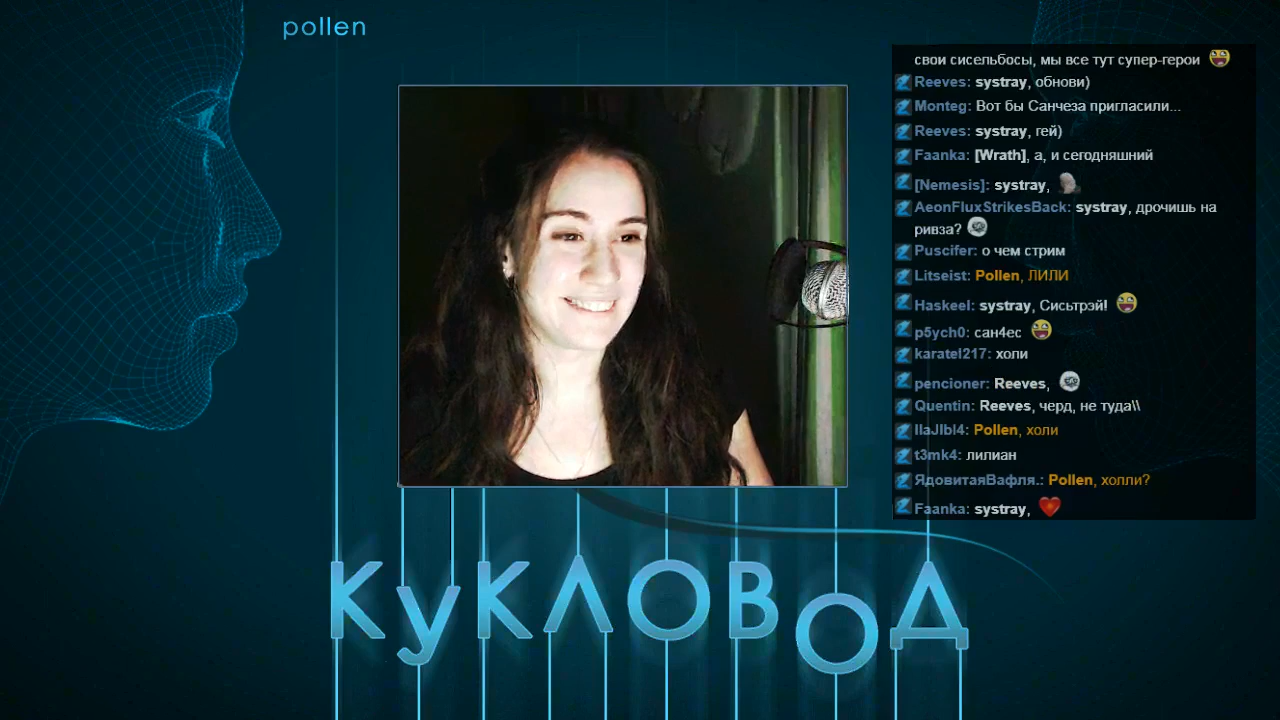 pollen
свои сисельбосы, мы все тут супер-герои
Reeves: systray, обнови)
Monteg: Вот бы Санчеза пригласили...
Reeves: systray, гей)
Faanka: [Wrath], а, и сегодняшний
[Nemesis]: systray,
AeonFluxStrikesBack: systray, дрочишь на
ривза?
Puscifer: о чем стрим
Litseist: Pollen, ЛИЛИ
Haskeel: systray, Сисьтрэй!
p5ych0: сан4ес
karatel217: холи
pencioner: Reeves,
Quentin: Reeves, черд, не туда\\
IIaJIbI4: Pollen, холи
t3mk4: лилиан
ЯдовитаяВафля.: Pollen, холли?
Faanka: systray,
КУКЛОВОД